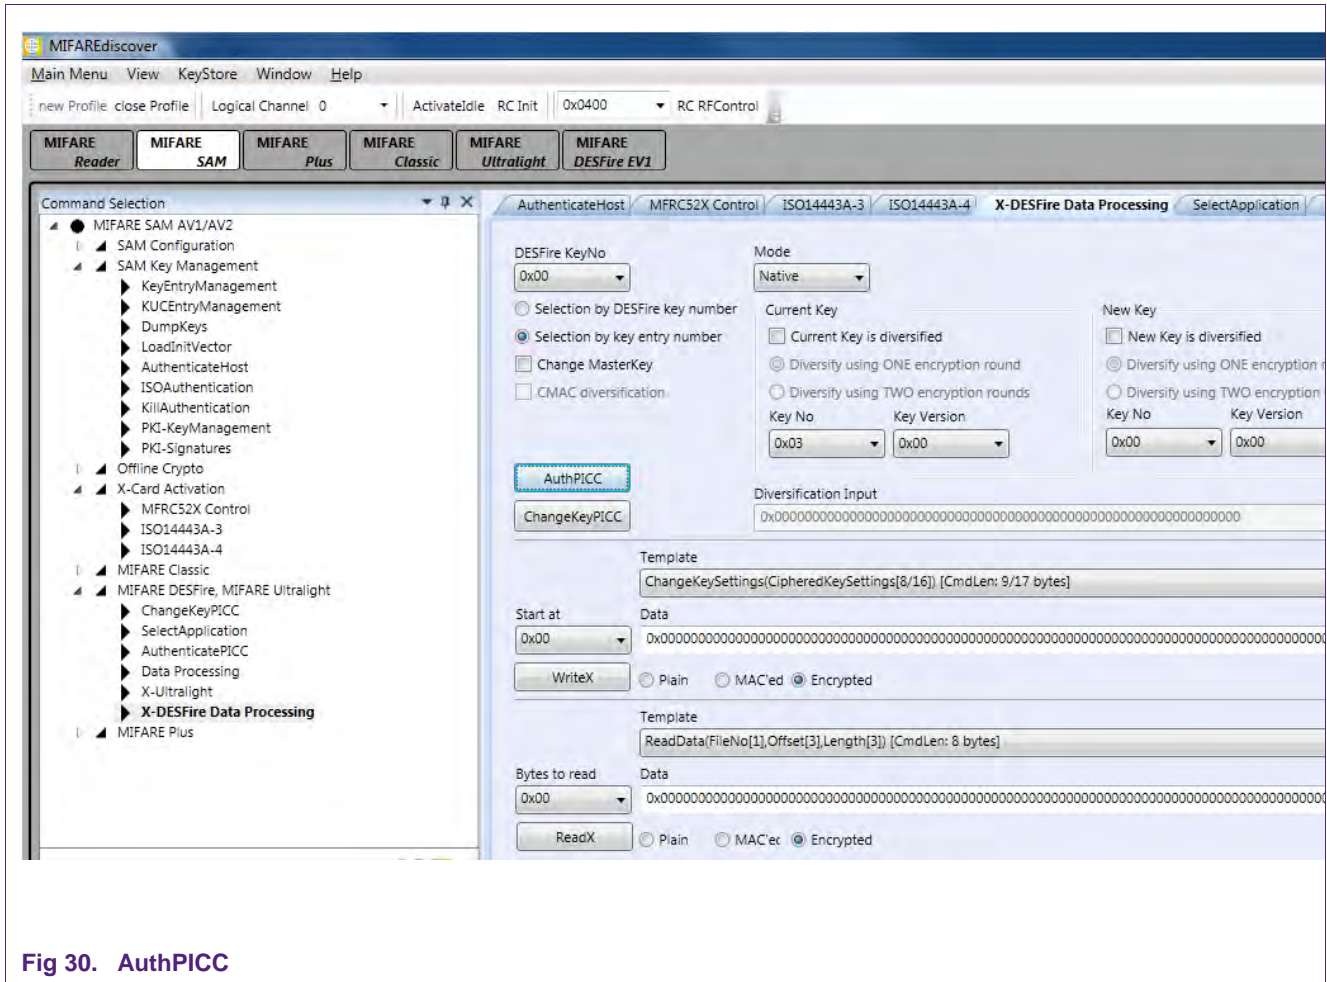 MIFAREdiscover
Main Menu View KeyStore Window Help
new Profile close Profile Logical Channel 0 ActivateIdle RC Init 0x0400 RC RFControl
MIFARE Reader
MIFARE SAM
MIFARE Plus
MIFARE Classic
MIFARE Ultralight
MIFARE DESFire EV1
Command Selection
MIFARE SAM AV1/AV2
SAM Configuration
SAM Key Management
KeyEntryManagement
KUCEntryManagement
DumpKeys
LoadInitVector
AuthenticateHost
ISOAuthentication
KillAuthentication
PKI-KeyManagement
PKI-Signatures
Offline Crypto
X-Card Activation
MFRC52X Control
ISO14443A-3
ISO14443A-4
MIFARE Classic
MIFARE DESFire, MIFARE Ultralight
ChangeKeyPICC
SelectApplication
AuthenticatePICC
Data Processing
X-Ultralight
X-DESFire Data Processing
MIFARE Plus
AuthenticateHost MFRC52X Control ISO14443A-3 ISO14443A-4 X-DESFire Data Processing SelectApplication
DESFire KeyNo
0x00
Mode
Native
Selection by DESFire key number
Selection by key entry number
Change MasterKey
CMAC diversification
Current Key
Current Key is diversified
Diversify using ONE encryption round
Diversify using TWO encryption rounds
Key No Key Version
0x03 0x00
New Key
New Key is diversified
Diversify using ONE encryption
Diversify using TWO encryption
Key No Key Version
0x00 0x00
AuthPICC
ChangeKeyPICC
Diversification Input
Template
ChangeKeySettings(CipheredKeySettings[8/16]) [CmdLen: 9/17 bytes]
Start at Data
0x00
WriteX Plain MAC'ed Encrypted
Template
ReadData(FileNo[1],Offset[3],Length[3]) [CmdLen: 8 bytes]
Bytes to read Data
0x00
ReadX Plain MAC'ec Encrypted
Fig 30. AuthPICC